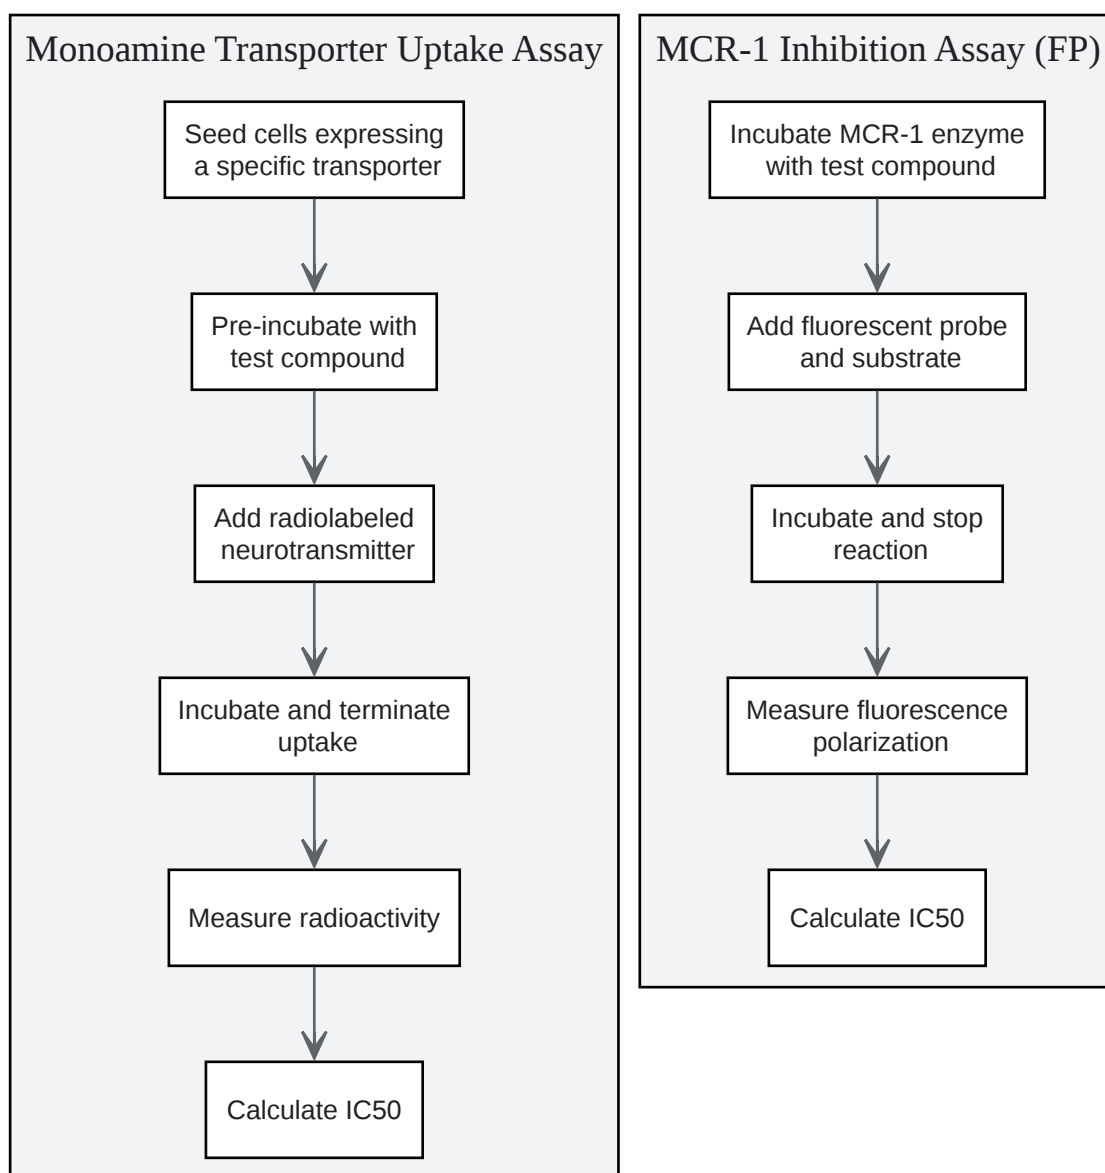 Monoamine Transporter Uptake Assay
Seed cells expressing
a specific transporter
Pre-incubate with
test compound
Add radiolabeled
neurotransmitter
Incubate and terminate
uptake
Measure radioactivity
Calculate IC50
MCR-1 Inhibition Assay (FP)
Incubate MCR-1 enzyme
with test compound
Add fluorescent probe
and substrate
Incubate and stop
reaction
Measure fluorescence
polarization
Calculate IC50